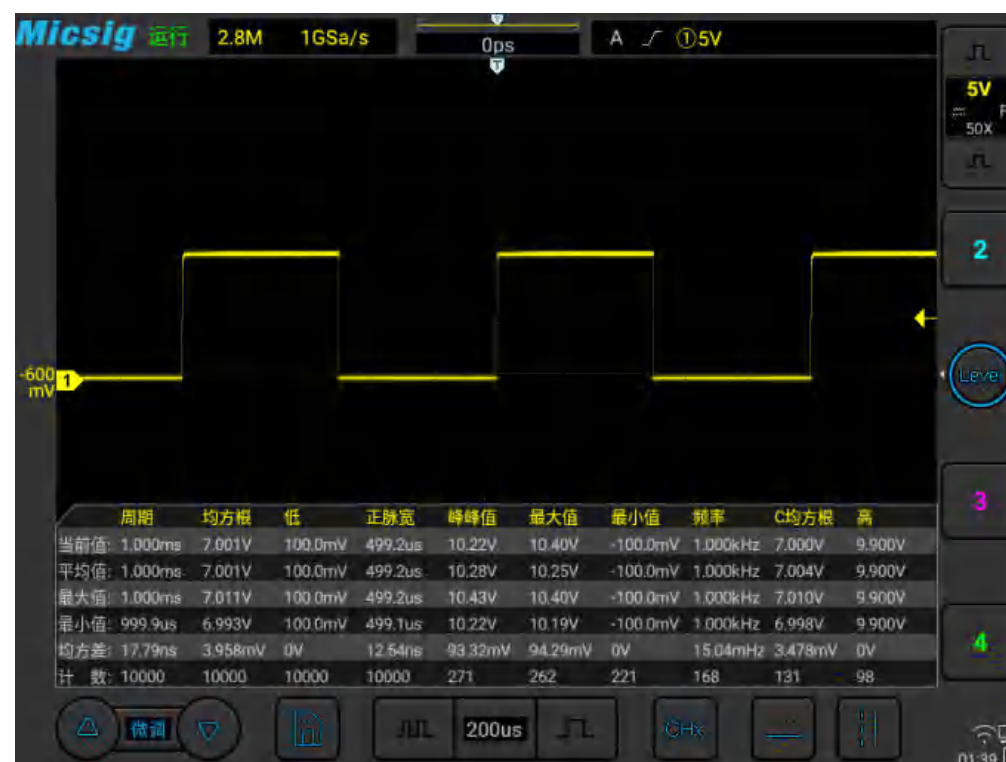 Micsig 运行 2.8M 1GSa/s 0ps A ①5V
T
5V
50X
2
-600 mV 1
Level
3
周期 均方根 低 正脉宽 峰峰值 最大值 最小值 频率 C均方根 高
当前值: 1.000ms 7.001V 100.0mV 499.2us 10.22V 10.40V -100.0mV 1.000kHz 7.000V 9.900V
平均值: 1.000ms 7.001V 100.0mV 499.2us 10.28V 10.25V -100.0mV 1.000kHz 7.004V 9.900V
最大值: 1.000ms 7.011V 100.0mV 499.2us 10.43V 10.40V -100.0mV 1.000kHz 7.010V 9.900V
最小值: 999.9us 6.993V 100.0mV 499.1us 10.22V 10.19V -100.0mV 1.000kHz 6.998V 9.900V
均方差: 17.79ns 3.958mV 0V 12.54ns 93.32mV 94.29mV 0V 15.04mHz 3.478mV 0V
计 数: 10000 10000 10000 10000 271 262 221 168 131 98
4
微调 200us CHx
01:39